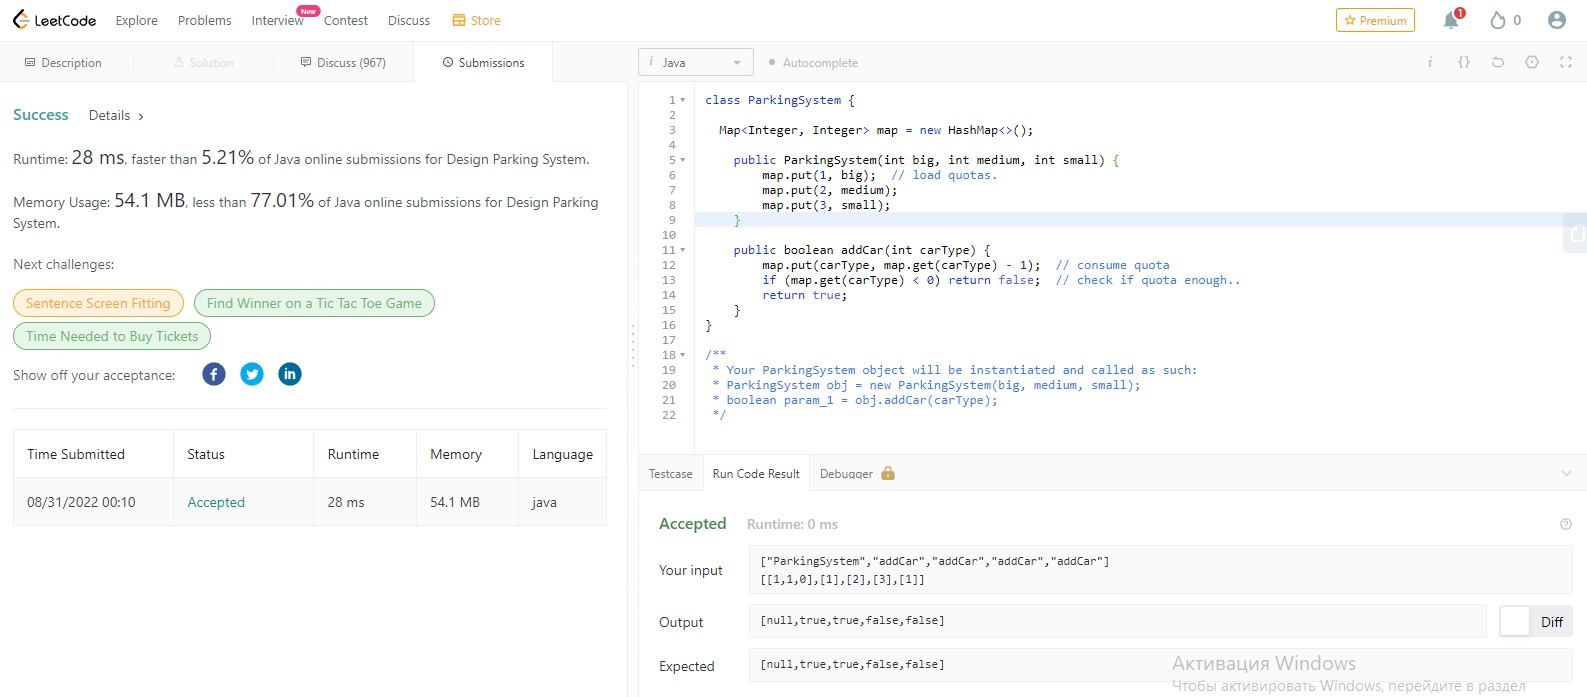 LeetCode Explore Problems Interview New Contest Discuss Store Premium 1 0
Description Solution Discuss (967) Submissions
Success Details ›
Runtime: 28 ms, faster than 5.21% of Java online submissions for Design Parking System.
Memory Usage: 54.1 MB, less than 77.01% of Java online submissions for Design Parking
System.
Next challenges:
Sentence Screen Fitting Find Winner on a Tic Tac Toe Game
Time Needed to Buy Tickets
Show off your acceptance:
Time Submitted Status Runtime Memory Language
08/31/2022 00:10 Accepted 28 ms 54.1 MB java
i Java Autocomplete i {}
1 class ParkingSystem {
2
3 Map<Integer, Integer> map = new HashMap<>();
4
5 public ParkingSystem(int big, int medium, int small) {
6 map.put(1, big); // load quotas.
7 map.put(2, medium);
8 map.put(3, small);
9 }
10
11 public boolean addCar(int carType) {
12 map.put(carType, map.get(carType) - 1); // consume quota
13 if (map.get(carType) < 0) return false; // check if quota enough..
14 return true;
15 }
16 }
17
18 /**
19 * Your ParkingSystem object will be instantiated and called as such:
20 * ParkingSystem obj = new ParkingSystem(big, medium, small);
21 * boolean param_1 = obj.addCar(carType);
22 */
Testcase Run Code Result Debugger
Accepted Runtime: 0 ms
Your input
["ParkingSystem","addCar","addCar","addCar","addCar"]
[[1,1,0],[1],[2],[3],[1]]
Output [null,true,true,false,false] Diff
Expected [null,true,true,false,false]
Активация Windows
Чтобы активировать Windows, перейдите в раздел